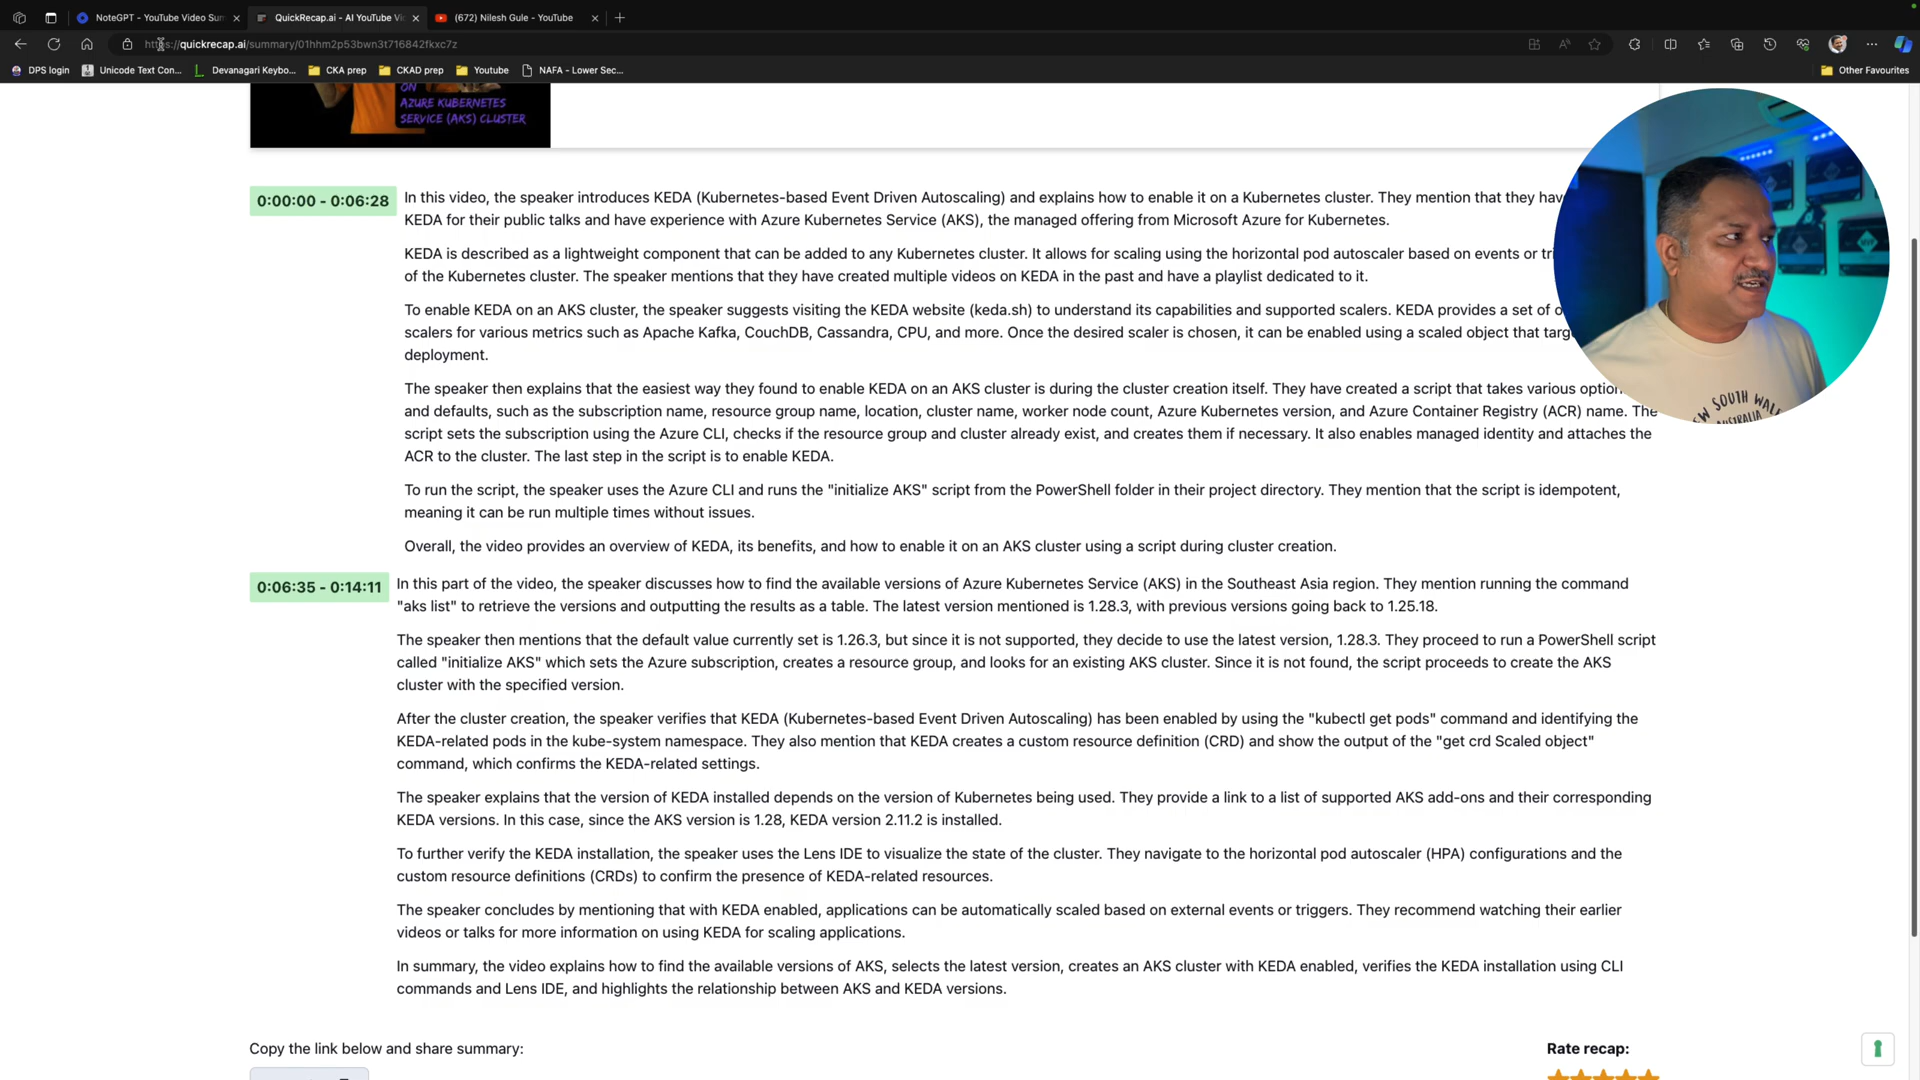 NoteGPT - YouTube Video Sum
QuickRecap.ai - AI YouTube Vi
(672) Nilesh Gule - YouTube
https://quickrecap.ai/summary/01hhm2p53bwn3t716842fkxc7z
DPS login
Unicode Text Con...
Devanagari Keybo...
CKA prep
CKAD prep
Youtube
NAFA - Lower Sec...
Other Favourites
ON
AZURE KUBERNETES
SERVICE (AKS) CLUSTER
0:00:00 - 0:06:28
In this video, the speaker introduces KEDA (Kubernetes-based Event Driven Autoscaling) and explains how to enable it on a Kubernetes cluster. They mention that they have
KEDA for their public talks and have experience with Azure Kubernetes Service (AKS), the managed offering from Microsoft Azure for Kubernetes.
KEDA is described as a lightweight component that can be added to any Kubernetes cluster. It allows for scaling using the horizontal pod autoscaler based on events or
of the Kubernetes cluster. The speaker mentions that they have created multiple videos on KEDA in the past and have a playlist dedicated to it.
To enable KEDA on an AKS cluster, the speaker suggests visiting the KEDA website (keda.sh) to understand its capabilities and supported scalers. KEDA provides a set of
scalers for various metrics such as Apache Kafka, CouchDB, Cassandra, CPU, and more. Once the desired scaler is chosen, it can be enabled using a scaled object that
deployment.
The speaker then explains that the easiest way they found to enable KEDA on an AKS cluster is during the cluster creation itself. They have created a script that takes various
and defaults, such as the subscription name, resource group name, location, cluster name, worker node count, Azure Kubernetes version, and Azure Container Registry (ACR) name. The
script sets the subscription using the Azure CLI, checks if the resource group and cluster already exist, and creates them if necessary. It also enables managed identity and attaches the
ACR to the cluster. The last step in the script is to enable KEDA.
To run the script, the speaker uses the Azure CLI and runs the "initialize AKS" script from the PowerShell folder in their project directory. They mention that the script is idempotent,
meaning it can be run multiple times without issues.
Overall, the video provides an overview of KEDA, its benefits, and how to enable it on an AKS cluster using a script during cluster creation.
0:06:35 - 0:14:11
In this part of the video, the speaker discusses how to find the available versions of Azure Kubernetes Service (AKS) in the Southeast Asia region. They mention running the command
"aks list" to retrieve the versions and outputting the results as a table. The latest version mentioned is 1.28.3, with previous versions going back to 1.25.18.
The speaker then mentions that the default value currently set is 1.26.3, but since it is not supported, they decide to use the latest version, 1.28.3. They proceed to run a PowerShell script
called "initialize AKS" which sets the Azure subscription, creates a resource group, and looks for an existing AKS cluster. Since it is not found, the script proceeds to create the AKS
cluster with the specified version.
After the cluster creation, the speaker verifies that KEDA (Kubernetes-based Event Driven Autoscaling) has been enabled by using the "kubectl get pods" command and identifying the
KEDA-related pods in the kube-system namespace. They also mention that KEDA creates a custom resource definition (CRD) and show the output of the "get crd Scaled object"
command, which confirms the KEDA-related settings.
The speaker explains that the version of KEDA installed depends on the version of Kubernetes being used. They provide a link to a list of supported AKS add-ons and their corresponding
KEDA versions. In this case, since the AKS version is 1.28, KEDA version 2.11.2 is installed.
To further verify the KEDA installation, the speaker uses the Lens IDE to visualize the state of the cluster. They navigate to the horizontal pod autoscaler (HPA) configurations and the
custom resource definitions (CRDs) to confirm the presence of KEDA-related resources.
The speaker concludes by mentioning that with KEDA enabled, applications can be automatically scaled based on external events or triggers. They recommend watching their earlier
videos or talks for more information on using KEDA for scaling applications.
In summary, the video explains how to find the available versions of AKS, selects the latest version, creates an AKS cluster with KEDA enabled, verifies the KEDA installation using CLI
commands and Lens IDE, and highlights the relationship between AKS and KEDA versions.
Copy the link below and share summary:
Rate recap:
SOUTH
AUSTRALIA